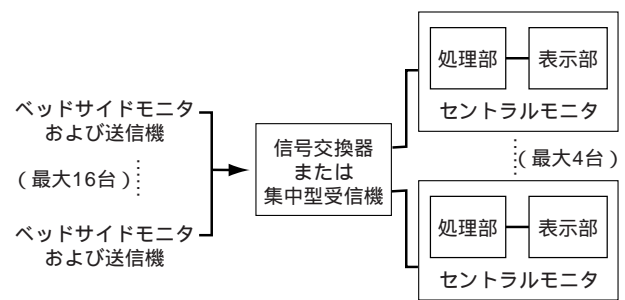 ベッドサイドモニタ
および送信機
（最大16台）
ベッドサイドモニタ
および送信機
信号交換器
または
集中型受信機
処理部
表示部
セントラルモニタ
（最大4台）
処理部
表示部
セントラルモニタ